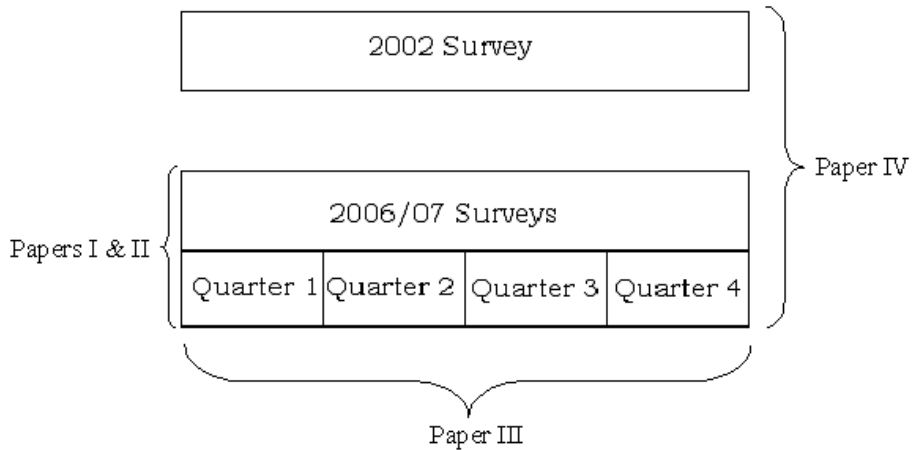 2002 Survey
Paper IV
2006/07 Surveys
Papers I & II
Quarter 1 Quarter 2 Quarter 3 Quarter 4
Paper III